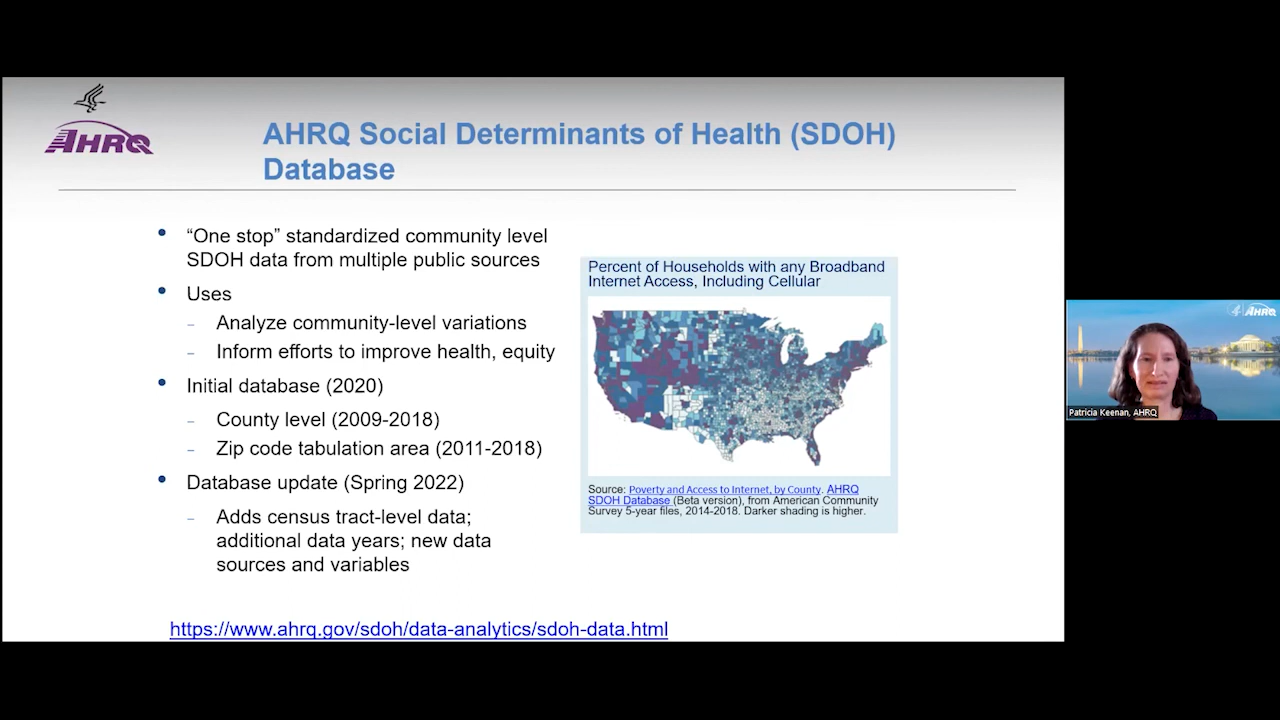 AHRQ
AHRQ Social Determinants of Health (SDOH)
Database
• “One stop” standardized community level
SDOH data from multiple public sources
• Uses
– Analyze community-level variations
– Inform efforts to improve health, equity
• Initial database (2020)
– County level (2009-2018)
– Zip code tabulation area (2011-2018)
• Database update (Spring 2022)
– Adds census tract-level data;
additional data years; new data
sources and variables
https://www.ahrq.gov/sdoh/data-analytics/sdoh-data.html
Percent of Households with any Broadband
Internet Access, Including Cellular
Source: Poverty and Access to Internet, by County. AHRQ
SDOH Database (Beta version), from American Community
Survey 5-year files, 2014-2018. Darker shading is higher.
AHRQ
Patricia Keenan, AHRQ